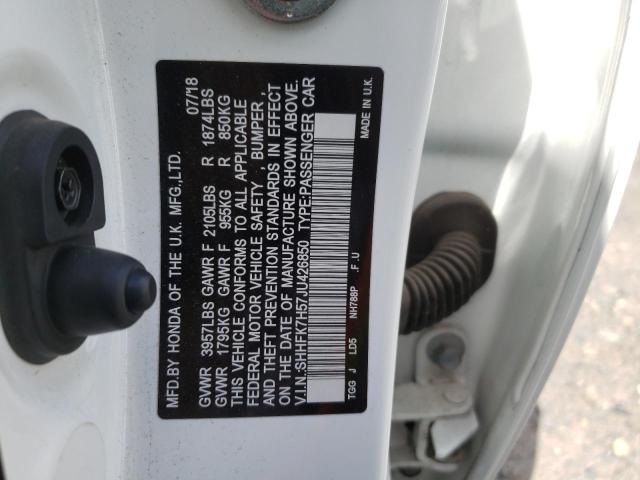 MFD.BY HONDA OF THE U.K. MFG.,LTD. 07/18
GVWR 3957LBS GAWR F 2105LBS R 1874LBS
GVWR 1795KG GAWR F 955KG R 850KG
THIS VEHICLE CONFORMS TO ALL APPLICABLE
FEDERAL MOTOR VEHICLE SAFETY , BUMPER ,
AND THEFT PREVENTION STANDARDS IN EFFECT
ON THE DATE OF MANUFACTURE SHOWN ABOVE.
V.I.N.:SHHFK7H57JU426850 TYPE:PASSENGER CAR
TGG J LD5 NH788P .F.U MADE IN U.K.